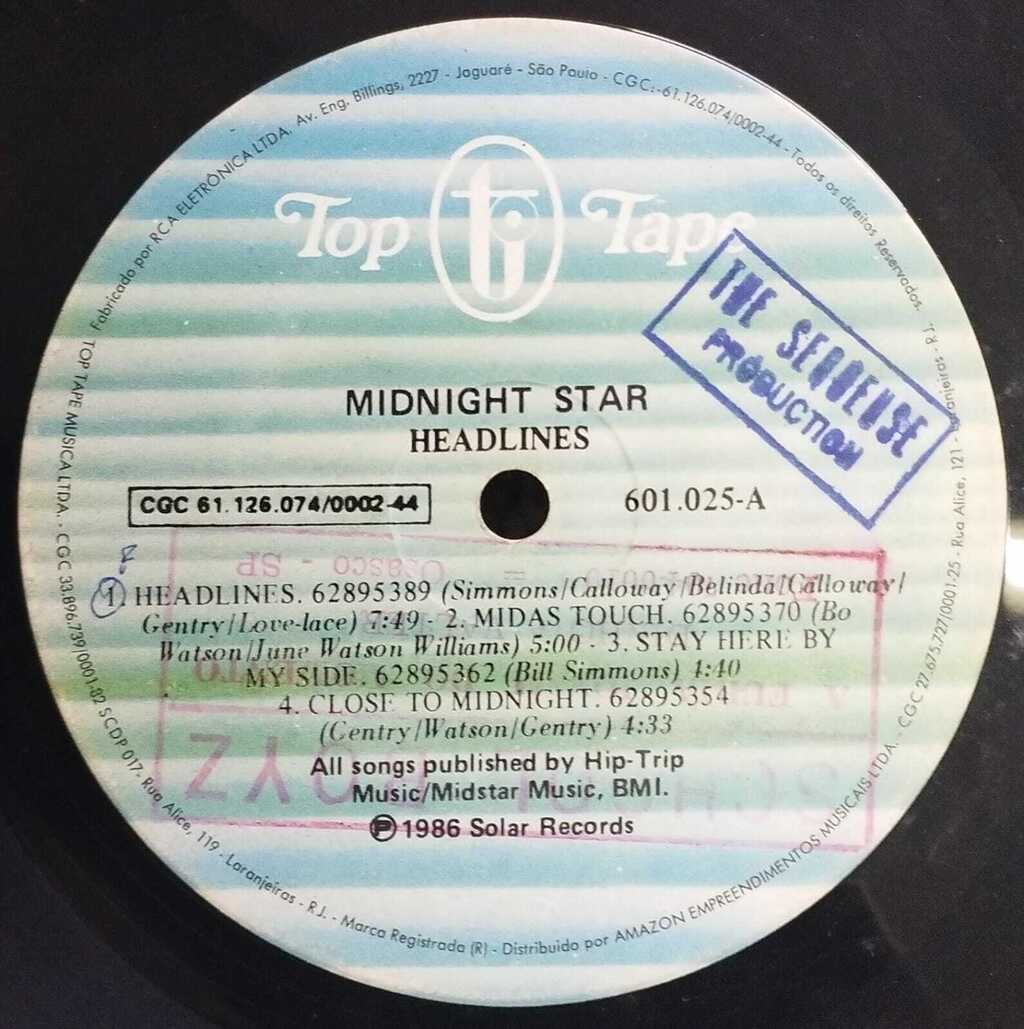 Fabricado por RCA ELETRÔNICA LTDA. Av. Eng. Billings, 2227 - Jaguaré - São Paulo - CGC:-61.126.074/0002-44 - Todos os direitos Reservados.
Top ti Tape
THE SEQUENSE
PRODUCTION
MIDNIGHT STAR
HEADLINES
CGC 61.126.074/0002-44
601.025-A
1. HEADLINES. 62895389 (Simmons/Calloway/Belinda/Calloway/
Gentry/Love-lace) 7:49 - 2. MIDAS TOUCH. 62895370 (Bo
Watson/June Watson Williams) 5:00 - 3. STAY HERE BY
MY SIDE. 62895362 (Bill Simmons) 4:40
4. CLOSE TO MIDNIGHT. 62895354
(Gentry/Watson/Gentry) 4:33
All songs published by Hip-Trip
Music/Midstar Music, BMI.
Ⓟ 1986 Solar Records
Osasco - SP
TOP TAPE MUSICA LTDA. - CGC 33.896.739/0001-82 SCDP 017- Rua Alice, 119 - Laranjeiras - R.J. - Marca Registrada (R) - Distribuido por AMAZON EMPREENDIMENTOS MUSICAIS LTDA. - CGC 27.675.727/0001-25 - Rua Alice, 121 - Laranjeiras - R.J.